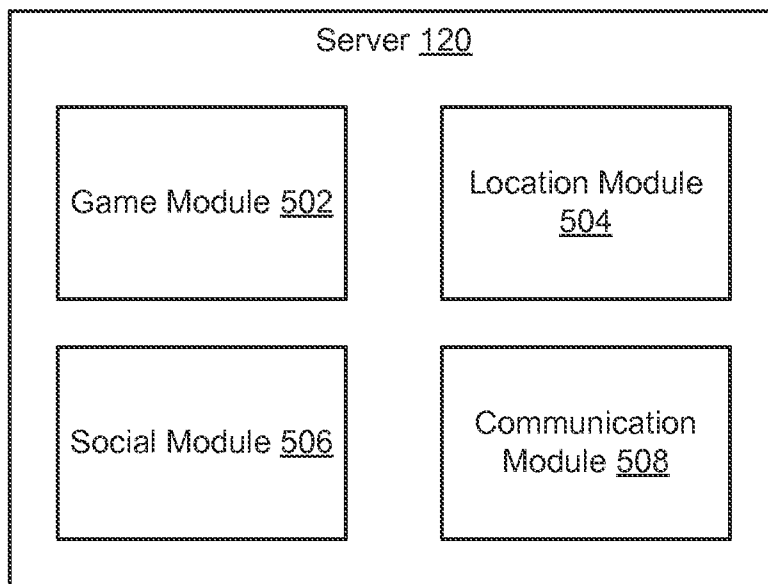 Server 120
Game Module 502
Location Module
504
Social Module 506
Communication
Module 508